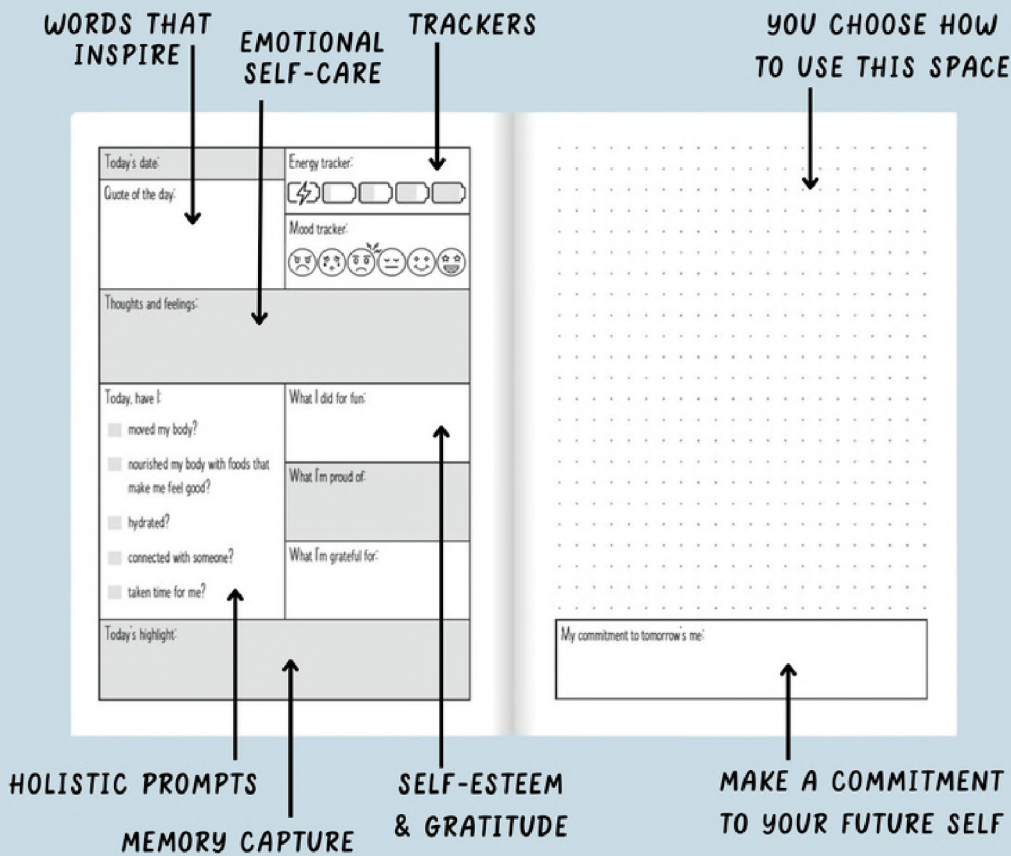 WORDS THAT
INSPIRE
EMOTIONAL
SELF-CARE
TRACKERS
YOU CHOOSE HOW
TO USE THIS SPACE
Today's date:
Quote of the day:
Energy tracker:
Mood tracker:
Thoughts and feelings:
Today, have I:
moved my body?
nourished my body with foods that
make me feel good?
hydrated?
connected with someone?
taken time for me?
What I did for fun:
What I'm proud of:
What I'm grateful for:
Today's highlight:
My commitment to tomorrow's me:
HOLISTIC PROMPTS
MEMORY CAPTURE
SELF-ESTEEM
& GRATITUDE
MAKE A COMMITMENT
TO YOUR FUTURE SELF